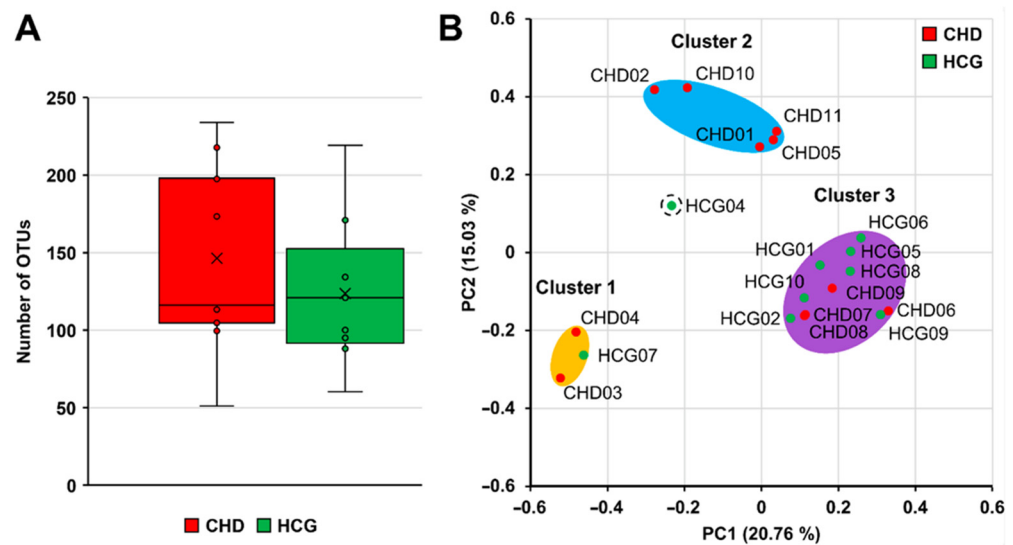 A
250
200
150
100
50
0
Number of OTUs
CHD HCG
B
0.6
0.4
0.2
0
−0.2
−0.4
−0.6
PC2 (15.03 %)
CHD
HCG
Cluster 2
CHD02
CHD10
CHD11
CHD01
CHD05
HCG04
Cluster 3
HCG06
HCG01
HCG05
HCG08
HCG10
CHD09
HCG02
CHD07
CHD06
CHD08
HCG09
Cluster 1
CHD04
HCG07
CHD03
−0.6 −0.4 −0.2 0 0.2 0.4 0.6
PC1 (20.76 %)